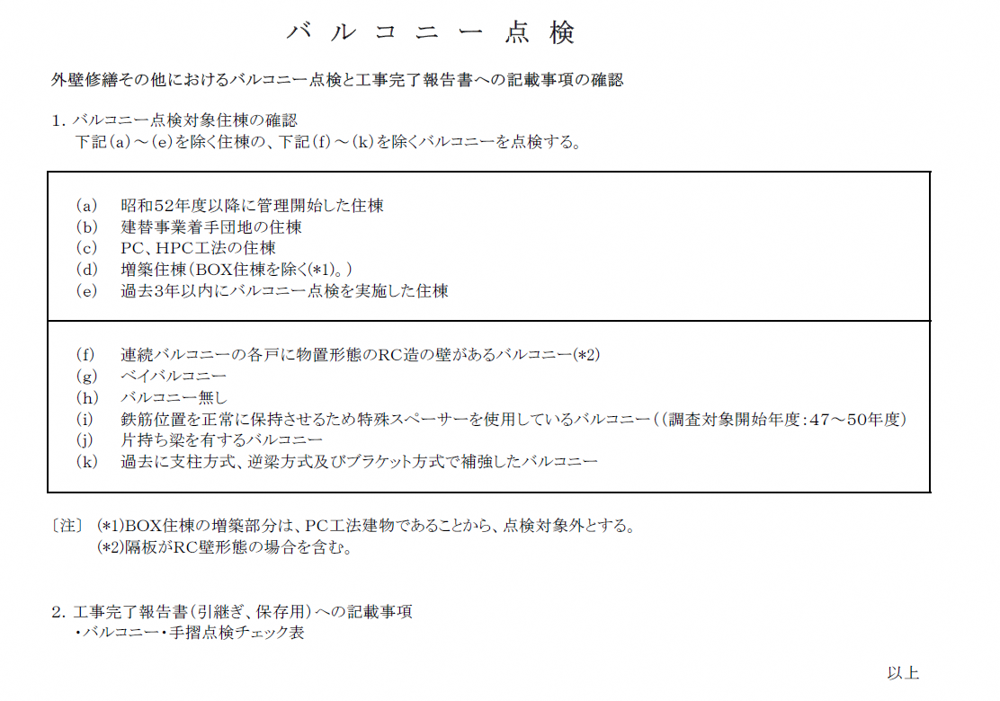 バルコニー点検
外壁修繕その他におけるバルコニー点検と工事完了報告書への記載事項の確認
１．バルコニー点検対象住棟の確認
下記（a）～（e）を除く住棟の、下記（f）～（k）を除くバルコニーを点検する。
（a）　昭和５２年度以降に管理開始した住棟
（b）　建替事業着手団地の住棟
（c）　PC、HPC工法の住棟
（d）　増築住棟（BOX住棟を除く(*1)。）
（e）　過去３年以内にバルコニー点検を実施した住棟
（f）　連続バルコニーの各戸に物置形態のRC造の壁があるバルコニー(*2)
（g）　ベイバルコニー
（h）　バルコニー無し
（i）　鉄筋位置を正常に保持させるため特殊スペーサーを使用しているバルコニー（（調査対象開始年度：４７～５０年度）
（j）　片持ち梁を有するバルコニー
（k）　過去に支柱方式、逆梁方式及びブラケット方式で補強したバルコニー
〔注〕　(*1)BOX住棟の増築部分は、PC工法建物であることから、点検対象外とする。
(*2)隔板がRC壁形態の場合を含む。
２．工事完了報告書（引継ぎ、保存用）への記載事項
・バルコニー・手摺点検チェック表
以上